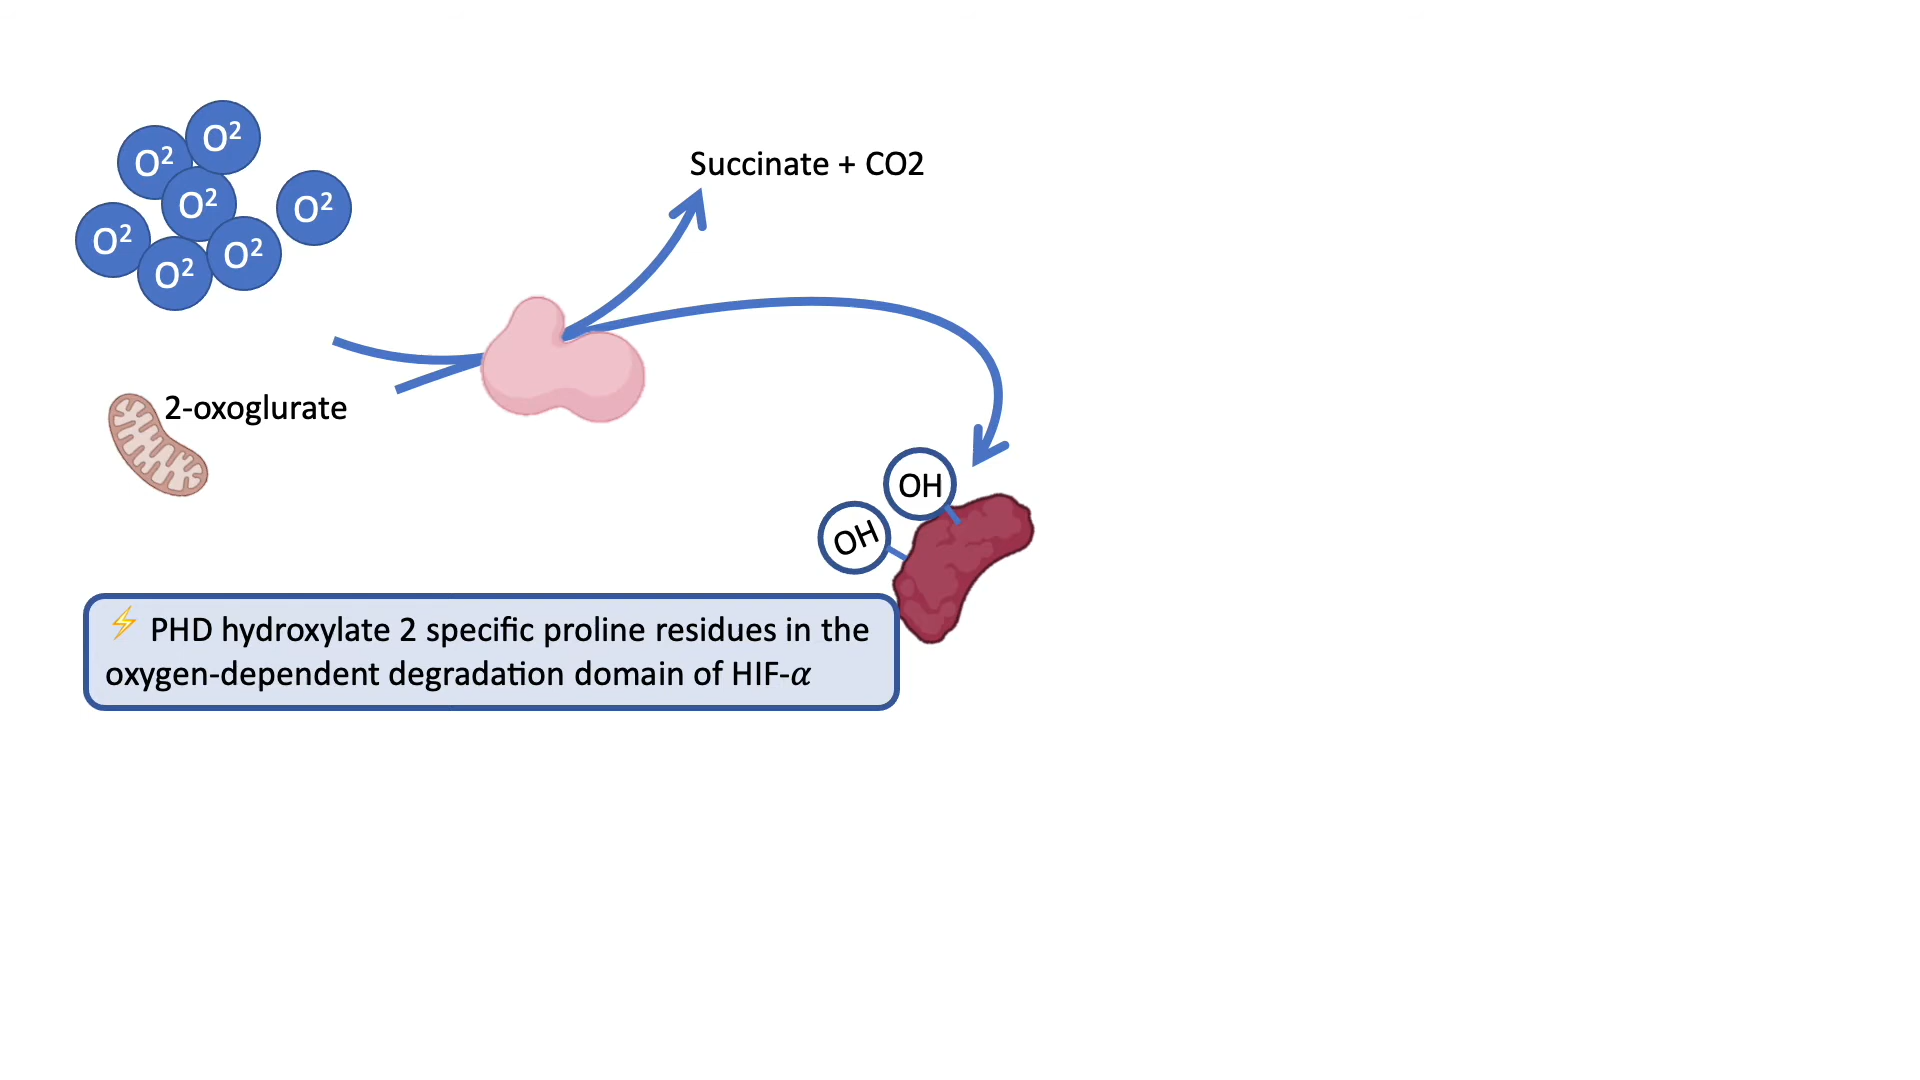 O²
O²
O²
O²
O²
O²
O²
Succinate + CO2
2-oxoglurate
OH
OH
⚡ PHD hydroxylate 2 specific proline residues in the
oxygen-dependent degradation domain of HIF-α